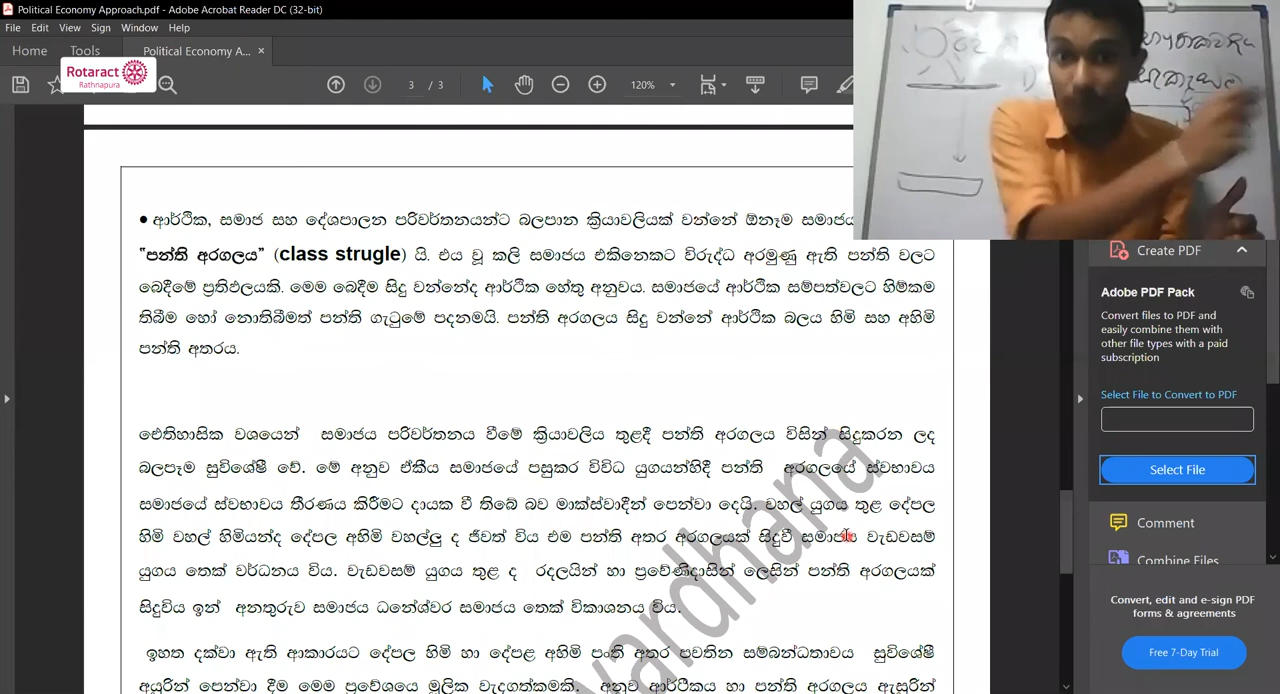 Political Economy Approach.pdf - Adobe Acrobat Reader DC (32-bit)
File Edit View Sign Window Help
Home Tools Political Economy A... ×
Rotaract
Rathnapura
3 / 3 120%
Create PDF
Adobe PDF Pack
Convert files to PDF and
easily combine them with
other file types with a paid
subscription
Select File to Convert to PDF
Select File
Comment
Combine Files
Convert, edit and e-sign PDF
forms & agreements
Free 7-Day Trial
• ආර්ථික, සමාජ සහ දේශපාලන පරිවර්තනයන්ට බලපාන ක්‍රියාවලියක් වන්නේ ඕනෑම සමාජය
“පන්ති අරගලය” (class strugle) යි. එය වූ කලි සමාජය එකිනෙකට විරුද්ධ අරමුණු ඇති පන්ති වලට
බෙදීමේ ප්‍රතිඵලයකි. මෙම බෙදීම සිදු වන්නේද ආර්ථික හේතු අනුවය. සමාජයේ ආර්ථික සම්පත්වලට හිම්කම
තිබීම හෝ නොතිබීමත් පන්ති ගැටුමේ පදනමයි. පන්ති අරගලය සිදු වන්නේ ආර්ථික බලය හිමි සහ අහිමි
පන්ති අතරය.
ඓතිහාසික වශයෙන් සමාජය පරිවර්තනය වීමේ ක්‍රියාවලිය තුළදී පන්ති අරගලය විසින් සිදුකරන ලද
බලපෑම සුවිශේෂී වේ. මේ අනුව ඒකීය සමාජයේ පසුකර විවිධ යුගයන්හිදී පන්ති අරගලයේ ස්වභාවය
සමාජයේ ස්වභාවය තීරණය කිරීමට දායක වී තිබේ බව මාක්ස්වාදීන් පෙන්වා දෙයි. වහල් යුගය තුළ දේපල
හිමි වහල් හිමියන්ද දේපල අහිමි වහල්ලු ද ජීවත් විය එම පන්ති අතර අරගලයක් සිදුවී සමාජය වැඩවසම්
යුගය තෙක් වර්ධනය විය. වැඩවසම් යුගය තුළ ද රදලයින් හා ප්‍රවේණිදාසින් ලෙසින් පන්ති අරගලයක්
සිදුවිය ඉන් අනතුරුව සමාජය ධනේශ්වර සමාජය තෙක් විකාශනය විය.
ඉහත දක්වා ඇති ආකාරයට දේපල හිමි හා දේපළ අහිමි පංති අතර පවතින සම්බන්ධතාවය සුවිශේෂී
අයුරින් පෙන්වා දීම මෙම ප්‍රවේශයෙ මූලික වැදගත්කමකි. අනුව ආර්ථිකය හා පන්ති අරගලය ඇසුරින්
vardhana